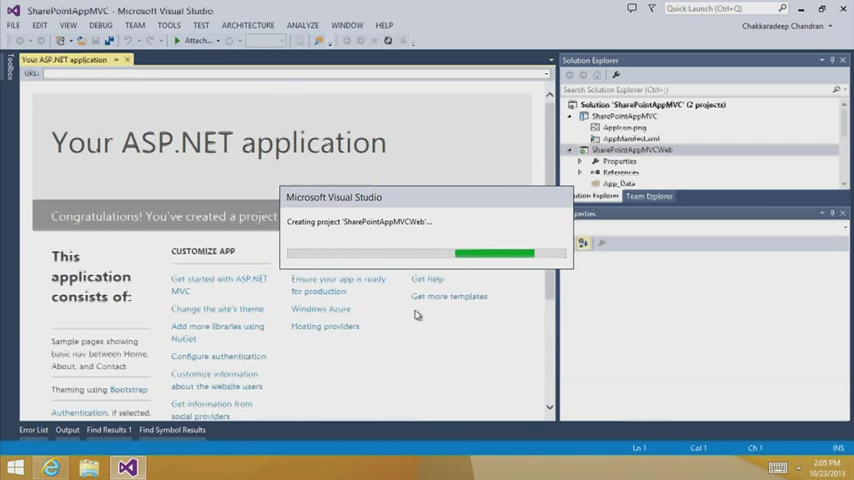 SharePointAppMVC - Microsoft Visual Studio
Quick Launch (Ctrl+Q)
FILE EDIT VIEW DEBUG TEAM TOOLS TEST ARCHITECTURE ANALYZE WINDOW HELP
Chakkaradeep Chandran
Attach...
Toolbox
Your ASP.NET application
URL:
Your ASP.NET application
Congratulations! You've created a project
This
application
consists of:
Sample pages showing
basic nav between Home,
About, and Contact
Theming using Bootstrap
Authentication, if selected,
CUSTOMIZE APP
Get started with ASP.NET
MVC
Change the site's theme
Add more libraries using
NuGet
Configure authentication
Customize information
about the website users
Get information from
social providers
Ensure your app is ready
for production
Windows Azure
Hosting providers
Get help
Get more templates
Microsoft Visual Studio
Creating project 'SharePointAppMVCWeb'...
Solution Explorer
Search Solution Explorer (Ctrl+;)
Solution 'SharePointAppMVC' (2 projects)
SharePointAppMVC
AppIcon.png
AppManifest.xml
SharePointAppMVCWeb
Properties
References
App_Data
Team Explorer
Error List Output Find Results 1 Find Symbol Results
Ln 1 Col 1 Ch 1 INS
2:05 PM
10/23/2013